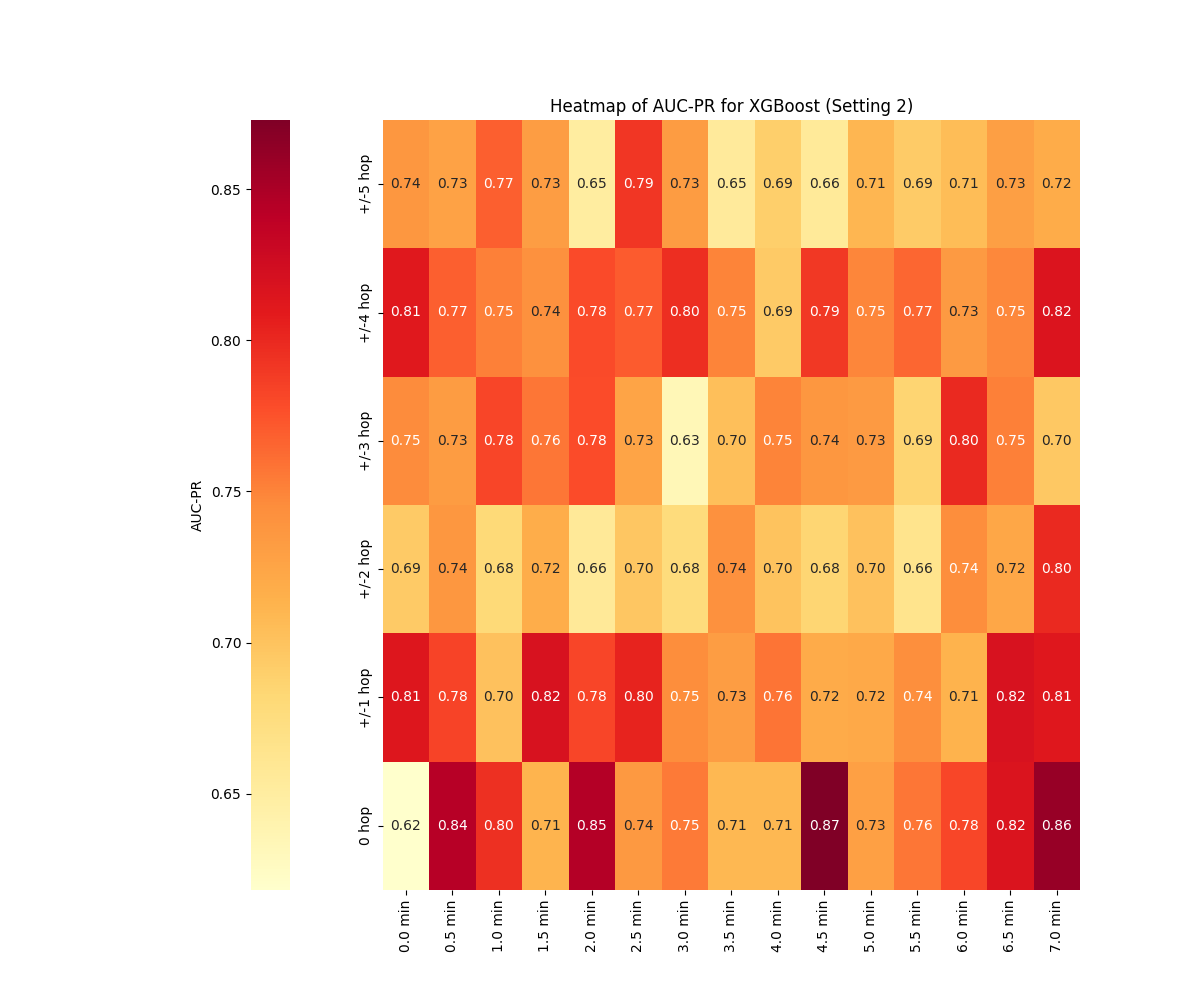 Heatmap of AUC-PR for XGBoost (Setting 2)
AUC-PR
0.85
0.80
0.75
0.70
0.65
+/-5 hop 0.74 0.73 0.77 0.73 0.65 0.79 0.73 0.65 0.69 0.66 0.71 0.69 0.71 0.73 0.72
+/-4 hop 0.81 0.77 0.75 0.74 0.78 0.77 0.80 0.75 0.69 0.79 0.75 0.77 0.73 0.75 0.82
+/-3 hop 0.75 0.73 0.78 0.76 0.78 0.73 0.63 0.70 0.75 0.74 0.73 0.69 0.80 0.75 0.70
+/-2 hop 0.69 0.74 0.68 0.72 0.66 0.70 0.68 0.74 0.70 0.68 0.70 0.66 0.74 0.72 0.80
+/-1 hop 0.81 0.78 0.70 0.82 0.78 0.80 0.75 0.73 0.76 0.72 0.72 0.74 0.71 0.82 0.81
0 hop 0.62 0.84 0.80 0.71 0.85 0.74 0.75 0.71 0.71 0.87 0.73 0.76 0.78 0.82 0.86
0.0 min 0.5 min 1.0 min 1.5 min 2.0 min 2.5 min 3.0 min 3.5 min 4.0 min 4.5 min 5.0 min 5.5 min 6.0 min 6.5 min 7.0 min